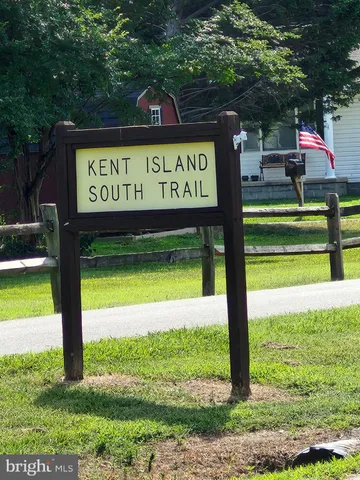 KENT ISLAND
SOUTH TRAIL
bright MLS